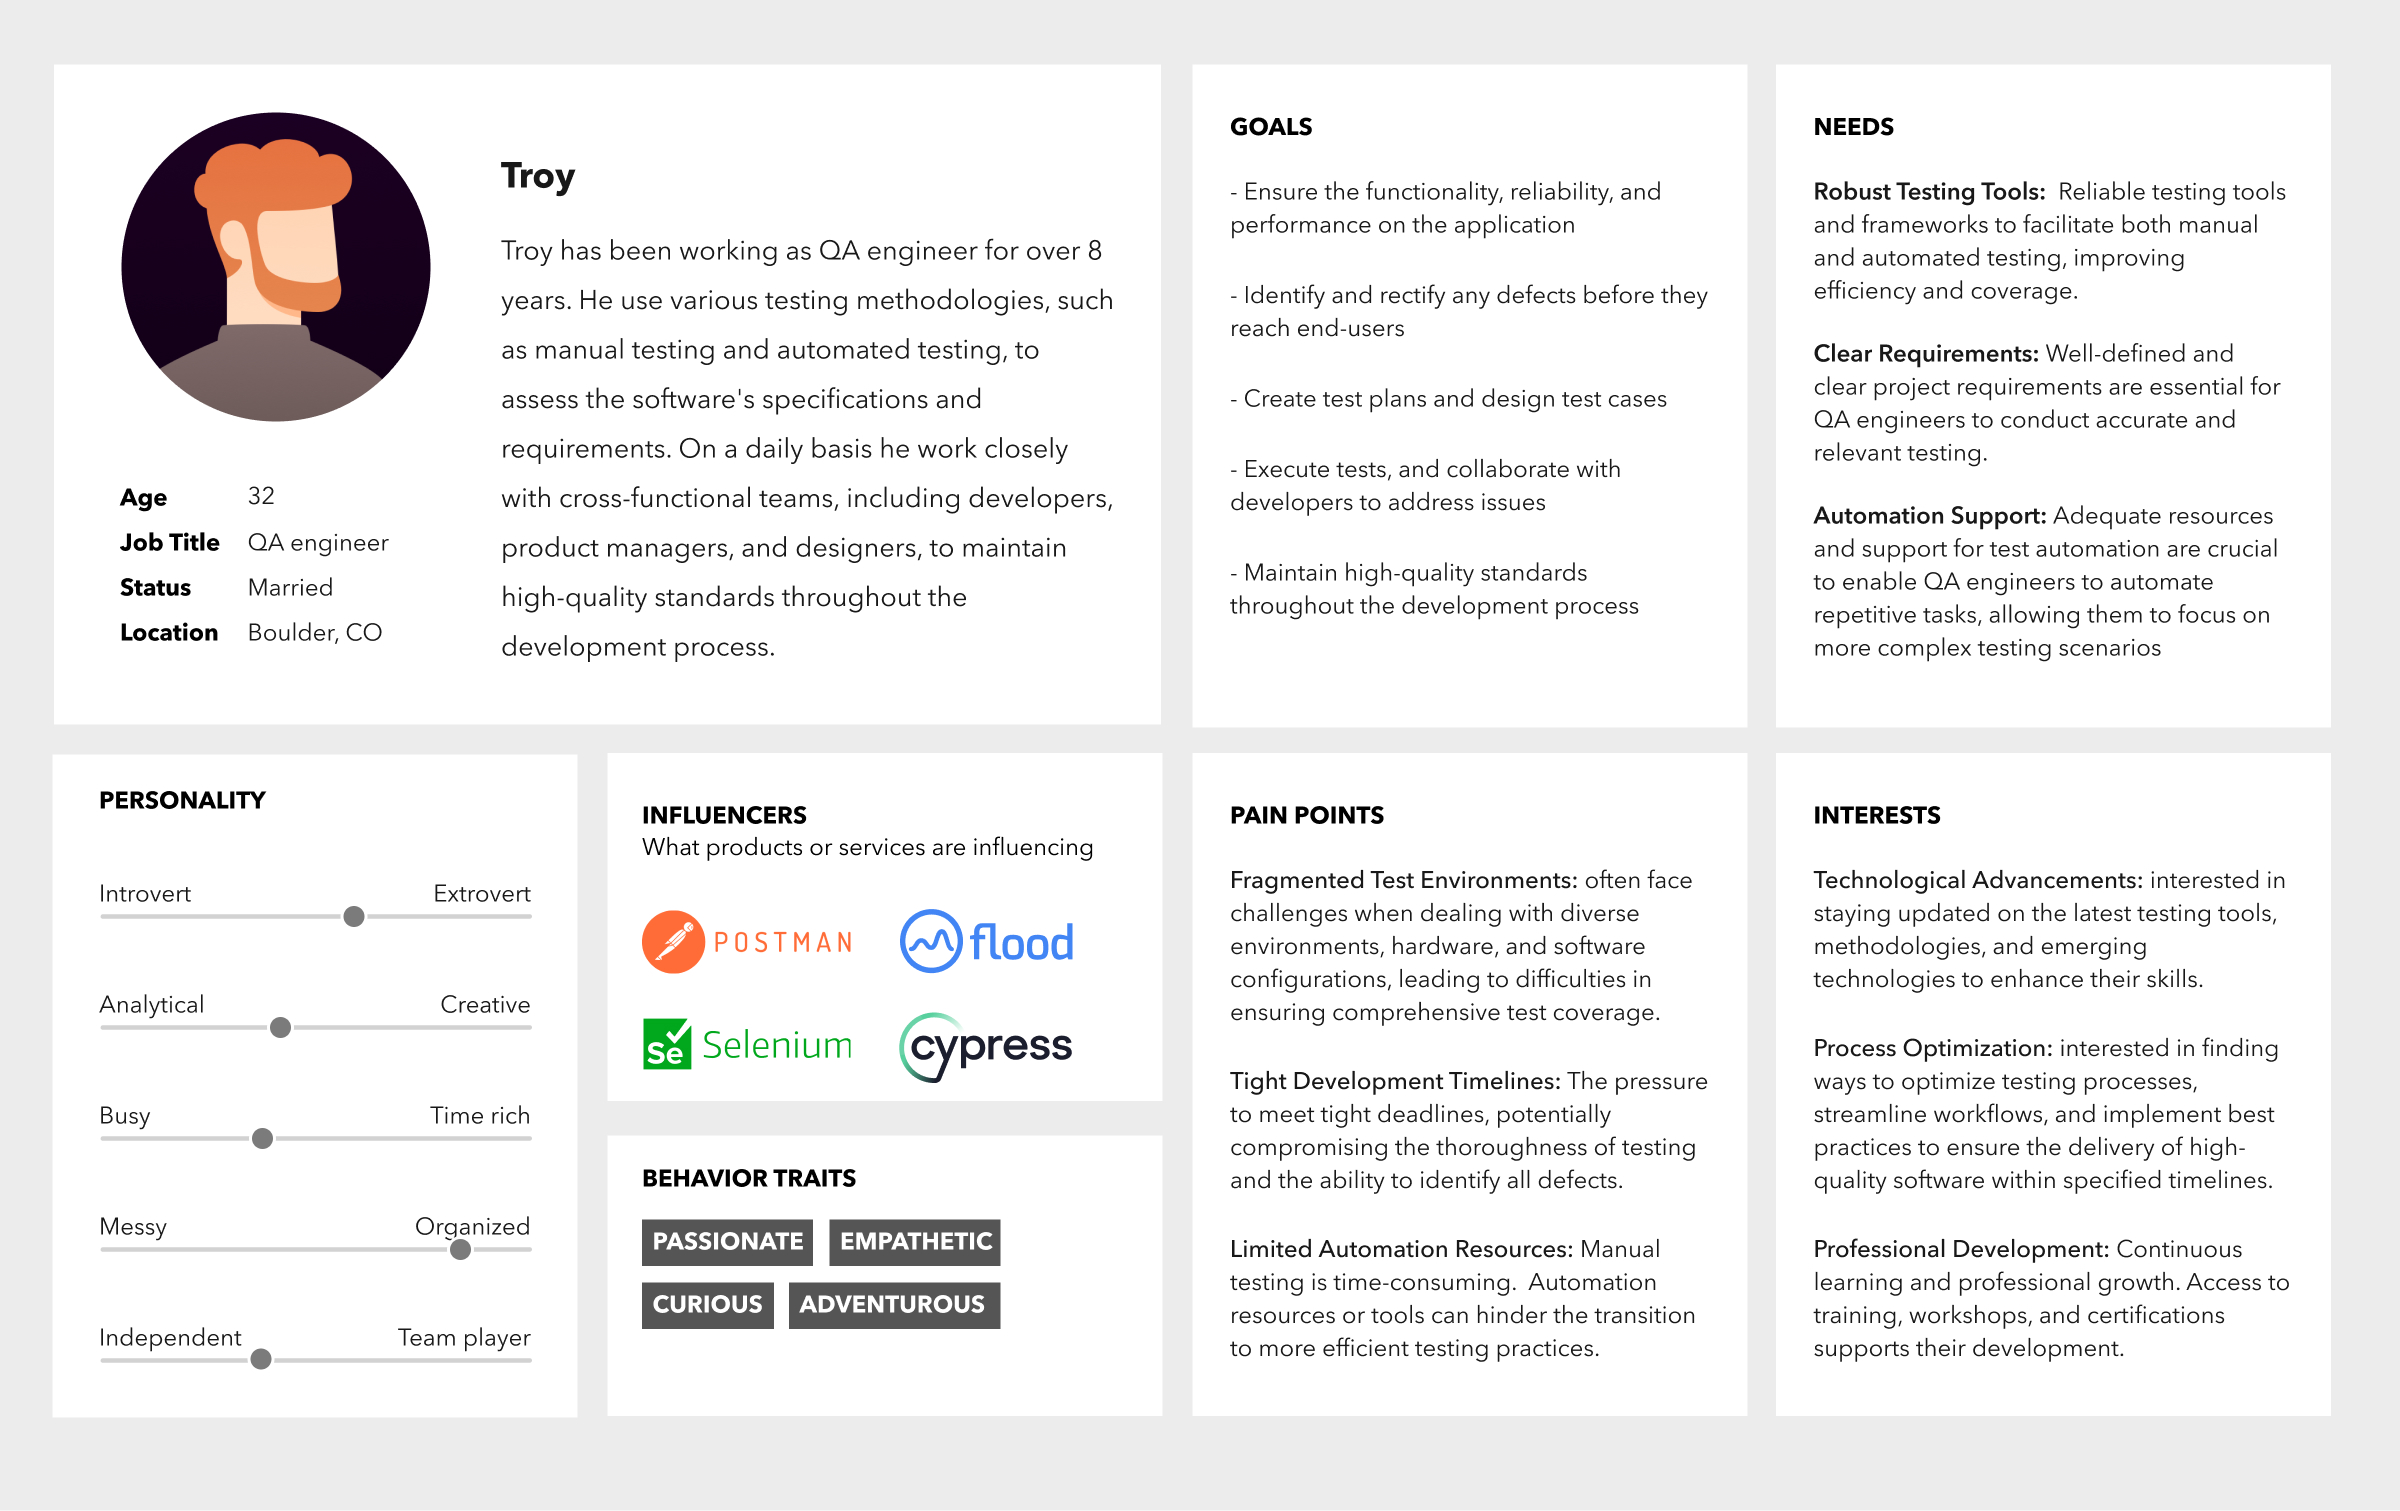 Troy
Troy has been working as QA engineer for over 8
years. He use various testing methodologies, such
as manual testing and automated testing, to
assess the software's specifications and
requirements. On a daily basis he work closely
with cross-functional teams, including developers,
product managers, and designers, to maintain
high-quality standards throughout the
development process.
Age 32
Job Title QA engineer
Status Married
Location Boulder, CO
GOALS
- Ensure the functionality, reliability, and
performance on the application
- Identify and rectify any defects before they
reach end-users
- Create test plans and design test cases
- Execute tests, and collaborate with
developers to address issues
- Maintain high-quality standards
throughout the development process
NEEDS
Robust Testing Tools:  Reliable testing tools
and frameworks to facilitate both manual
and automated testing, improving
efficiency and coverage.
Clear Requirements: Well-defined and
clear project requirements are essential for
QA engineers to conduct accurate and
relevant testing.
Automation Support: Adequate resources
and support for test automation are crucial
to enable QA engineers to automate
repetitive tasks, allowing them to focus on
more complex testing scenarios
PERSONALITY
Introvert Extrovert
Analytical Creative
Busy Time rich
Messy Organized
Independent Team player
INFLUENCERS
What products or services are influencing
POSTMAN flood
Se Selenium cypress
BEHAVIOR TRAITS
PASSIONATE EMPATHETIC
CURIOUS ADVENTUROUS
PAIN POINTS
Fragmented Test Environments: often face
challenges when dealing with diverse
environments, hardware, and software
configurations, leading to difficulties in
ensuring comprehensive test coverage.
Tight Development Timelines: The pressure
to meet tight deadlines, potentially
compromising the thoroughness of testing
and the ability to identify all defects.
Limited Automation Resources: Manual
testing is time-consuming.  Automation
resources or tools can hinder the transition
to more efficient testing practices.
INTERESTS
Technological Advancements: interested in
staying updated on the latest testing tools,
methodologies, and emerging
technologies to enhance their skills.
Process Optimization: interested in finding
ways to optimize testing processes,
streamline workflows, and implement best
practices to ensure the delivery of high-
quality software within specified timelines.
Professional Development: Continuous
learning and professional growth. Access to
training, workshops, and certifications
supports their development.